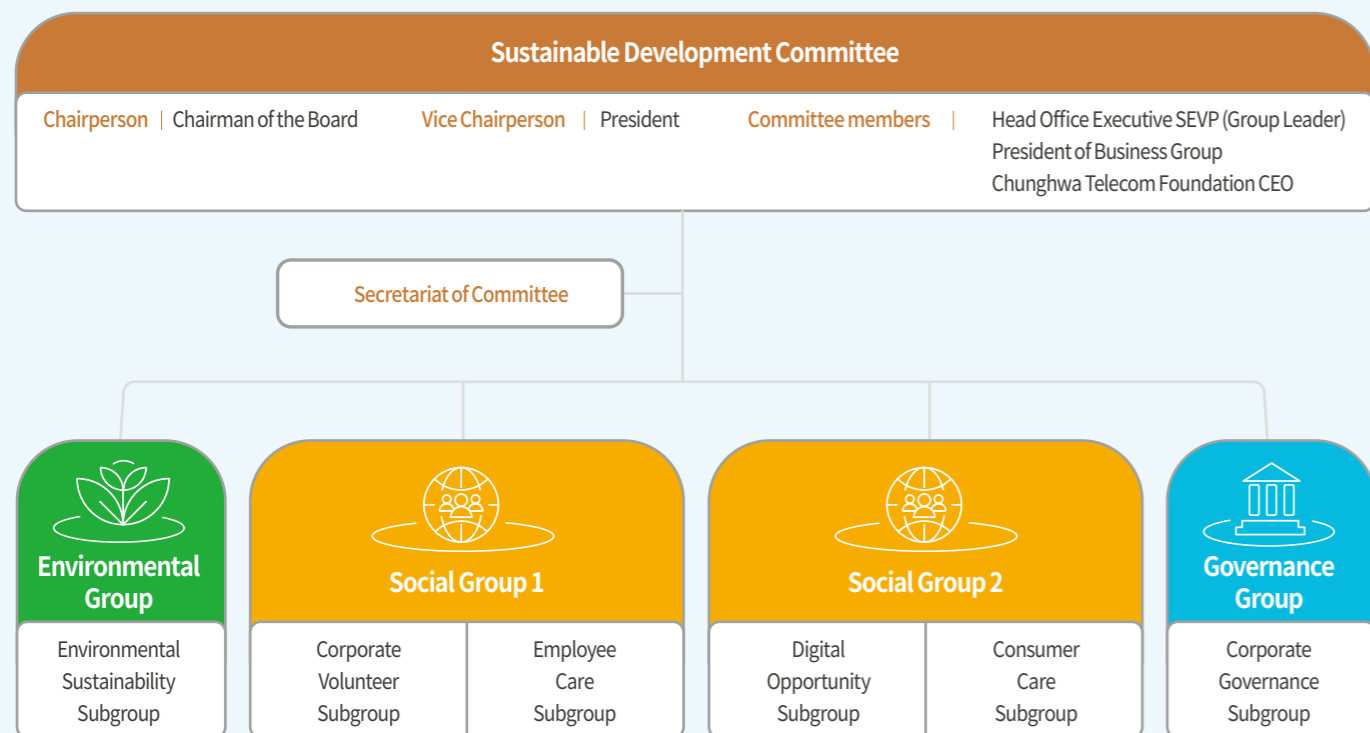 Sustainable Development Committee
Chairperson | Chairman of the Board
Vice Chairperson | President
Committee members | Head Office Executive SEVP (Group Leader)
President of Business Group
Chunghwa Telecom Foundation CEO
Secretariat of Committee
Environmental
Group
Environmental
Sustainability
Subgroup
Social Group 1
Corporate
Volunteer
Subgroup
Employee
Care
Subgroup
Social Group 2
Digital
Opportunity
Subgroup
Consumer
Care
Subgroup
Governance
Group
Corporate
Governance
Subgroup